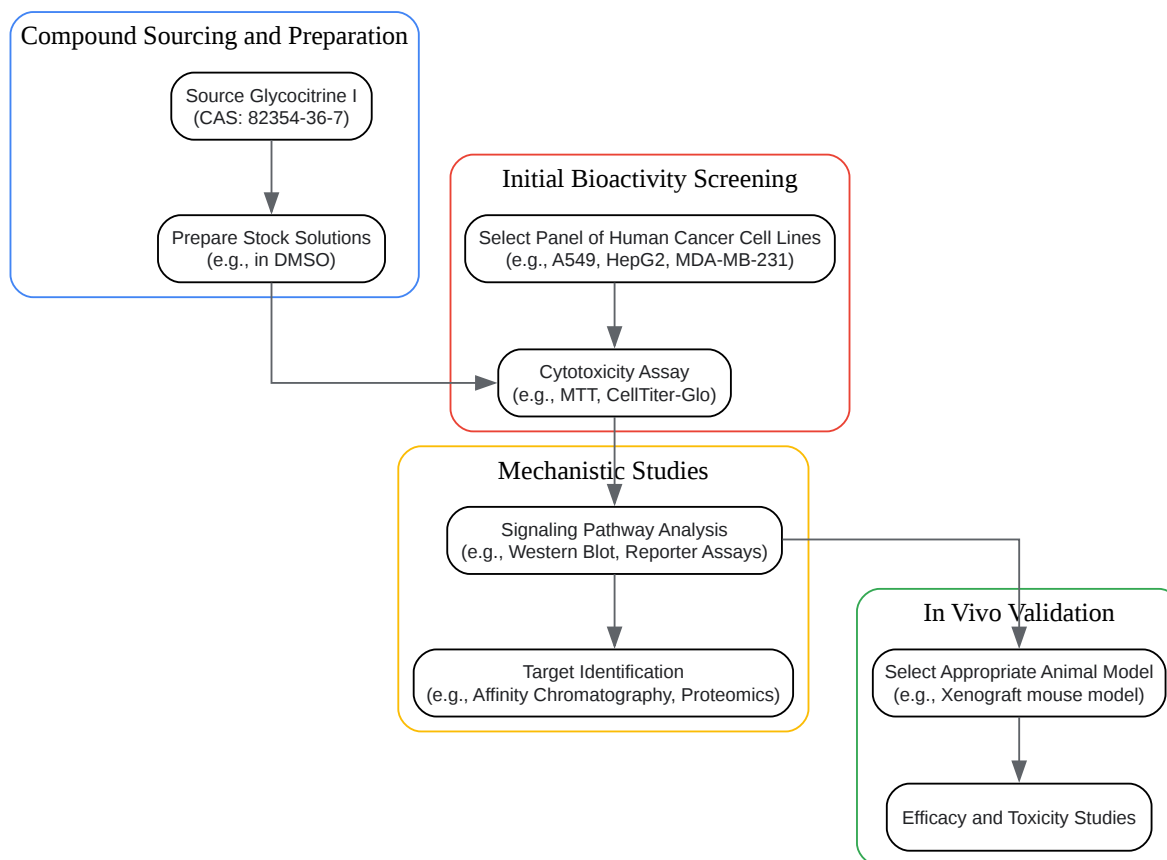 Compound Sourcing and Preparation
Source Glycocitrine I
(CAS: 82354-36-7)
Prepare Stock Solutions
(e.g., in DMSO)
Initial Bioactivity Screening
Select Panel of Human Cancer Cell Lines
(e.g., A549, HepG2, MDA-MB-231)
Cytotoxicity Assay
(e.g., MTT, CellTiter-Glo)
Mechanistic Studies
Signaling Pathway Analysis
(e.g., Western Blot, Reporter Assays)
Target Identification
(e.g., Affinity Chromatography, Proteomics)
In Vivo Validation
Select Appropriate Animal Model
(e.g., Xenograft mouse model)
Efficacy and Toxicity Studies